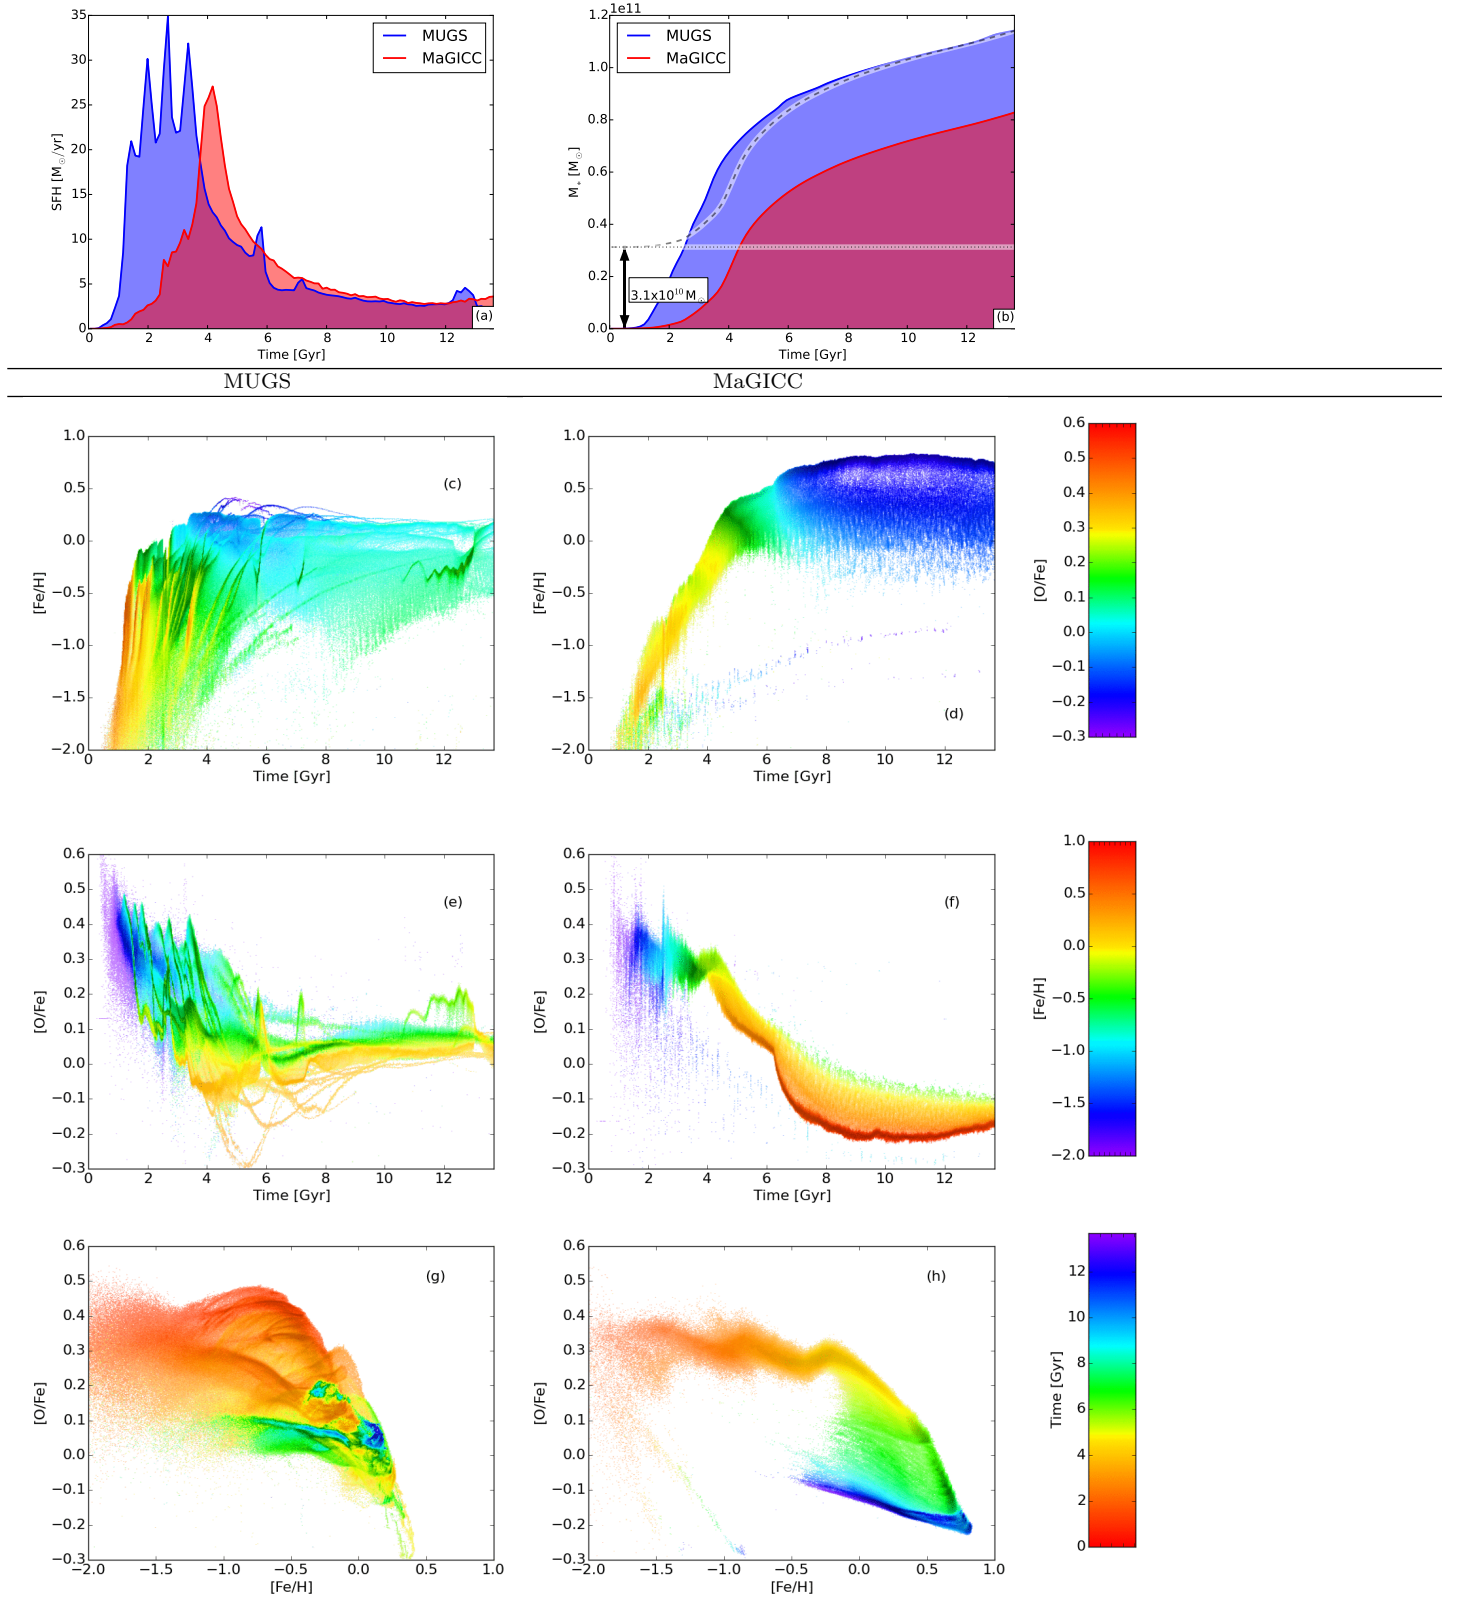 35
30
25
20
15
10
5
0
0 2 4 6 8 10 12
SFH [M☉/yr]
Time [Gyr]
MUGS
MaGICC
(a)
1e11
1.2
1.0
0.8
0.6
0.4
0.2
0.0
0 2 4 6 8 10 12
M* [M☉]
Time [Gyr]
MUGS
MaGICC
3.1x10¹⁰ M☉
(b)
MUGS MaGICC
1.0
0.5
0.0
−0.5
−1.0
−1.5
−2.0
0 2 4 6 8 10 12
[Fe/H]
Time [Gyr]
(c)
1.0
0.5
0.0
−0.5
−1.0
−1.5
−2.0
0 2 4 6 8 10 12
[Fe/H]
Time [Gyr]
(d)
0.6
0.5
0.4
0.3
0.2
0.1
0.0
−0.1
−0.2
−0.3
[O/Fe]
0.6
0.5
0.4
0.3
0.2
0.1
0.0
−0.1
−0.2
−0.3
0 2 4 6 8 10 12
[O/Fe]
Time [Gyr]
(e)
0.6
0.5
0.4
0.3
0.2
0.1
0.0
−0.1
−0.2
−0.3
0 2 4 6 8 10 12
[O/Fe]
Time [Gyr]
(f)
1.0
0.5
0.0
−0.5
−1.0
−1.5
−2.0
[Fe/H]
0.6
0.5
0.4
0.3
0.2
0.1
0.0
−0.1
−0.2
−0.3
−2.0 −1.5 −1.0 −0.5 0.0 0.5 1.0
[O/Fe]
[Fe/H]
(g)
0.6
0.5
0.4
0.3
0.2
0.1
0.0
−0.1
−0.2
−0.3
−2.0 −1.5 −1.0 −0.5 0.0 0.5 1.0
[O/Fe]
[Fe/H]
(h)
12
10
8
6
4
2
0
Time [Gyr]